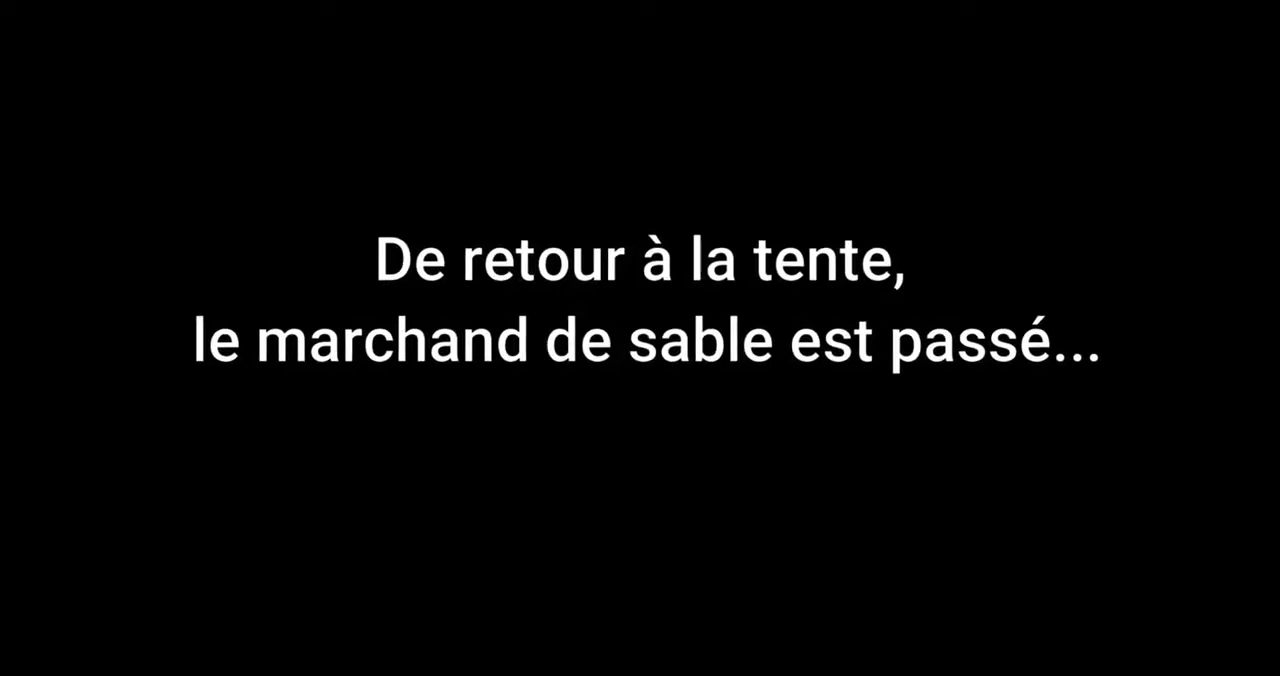 De retour à la tente,
le marchand de sable est passé...